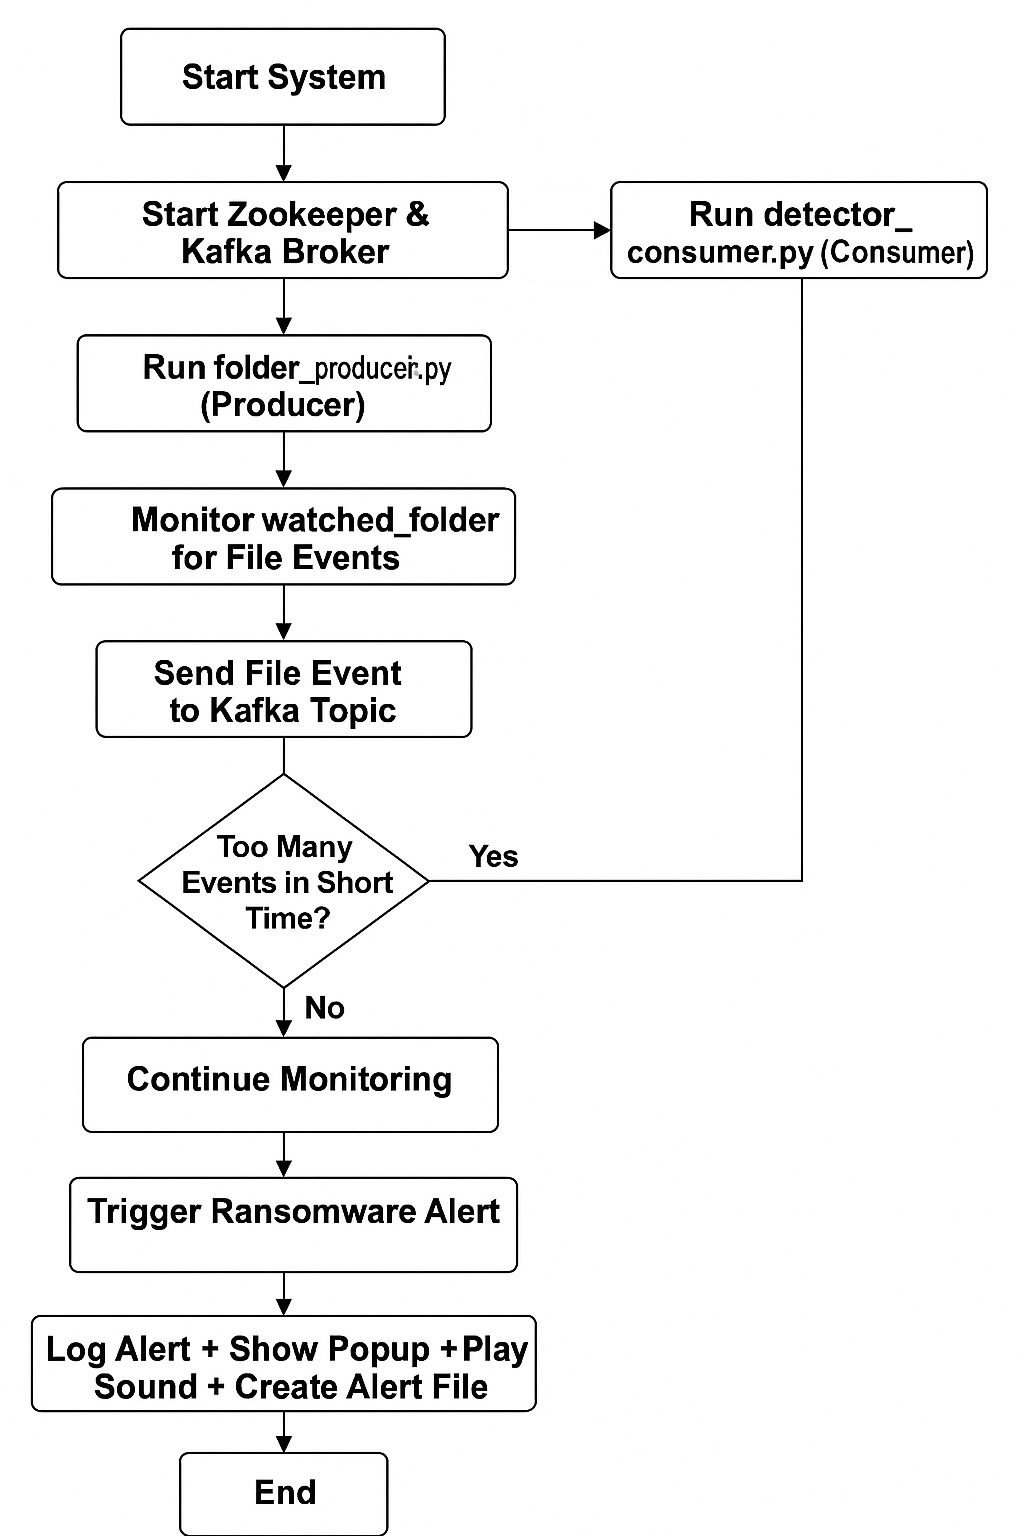 Start System
Start Zookeeper &
Kafka Broker
Run detector_
consumer.py (Consumer)
Run folder_producer.py
(Producer)
Monitor watched_folder
for File Events
Send File Event
to Kafka Topic
Too Many
Events in Short
Time?
Yes
No
Continue Monitoring
Trigger Ransomware Alert
Log Alert + Show Popup +Play
Sound + Create Alert File
End